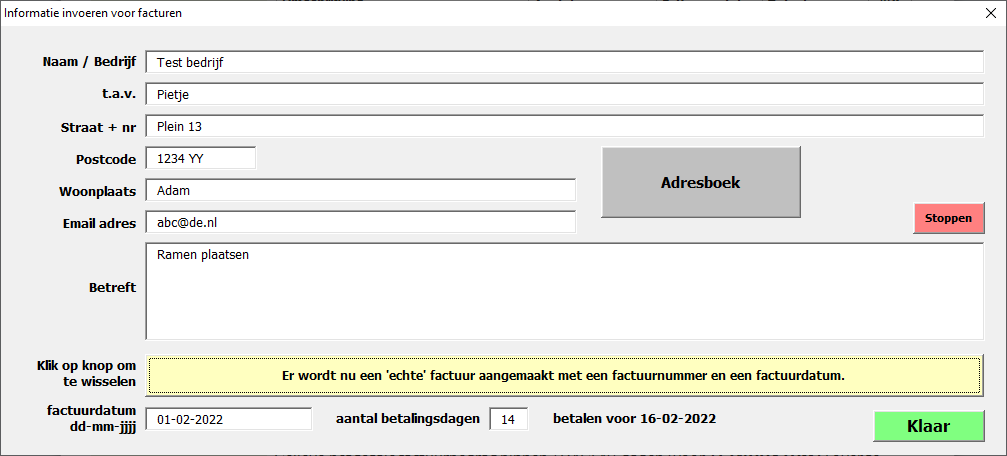 Informatie invoeren voor facturen
Naam / Bedrijf Test bedrijf
t.a.v. Pietje
Straat + nr Plein 13
Postcode 1234 YY
Adresboek
Woonplaats Adam
Email adres abc@de.nl
Stoppen
Betreft Ramen plaatsen
Klik op knop om
te wisselen
Er wordt nu een 'echte' factuur aangemaakt met een factuurnummer en een factuurdatum.
factuurdatum
dd-mm-jjjj
01-02-2022 aantal betalingsdagen 14 betalen voor 16-02-2022
Klaar